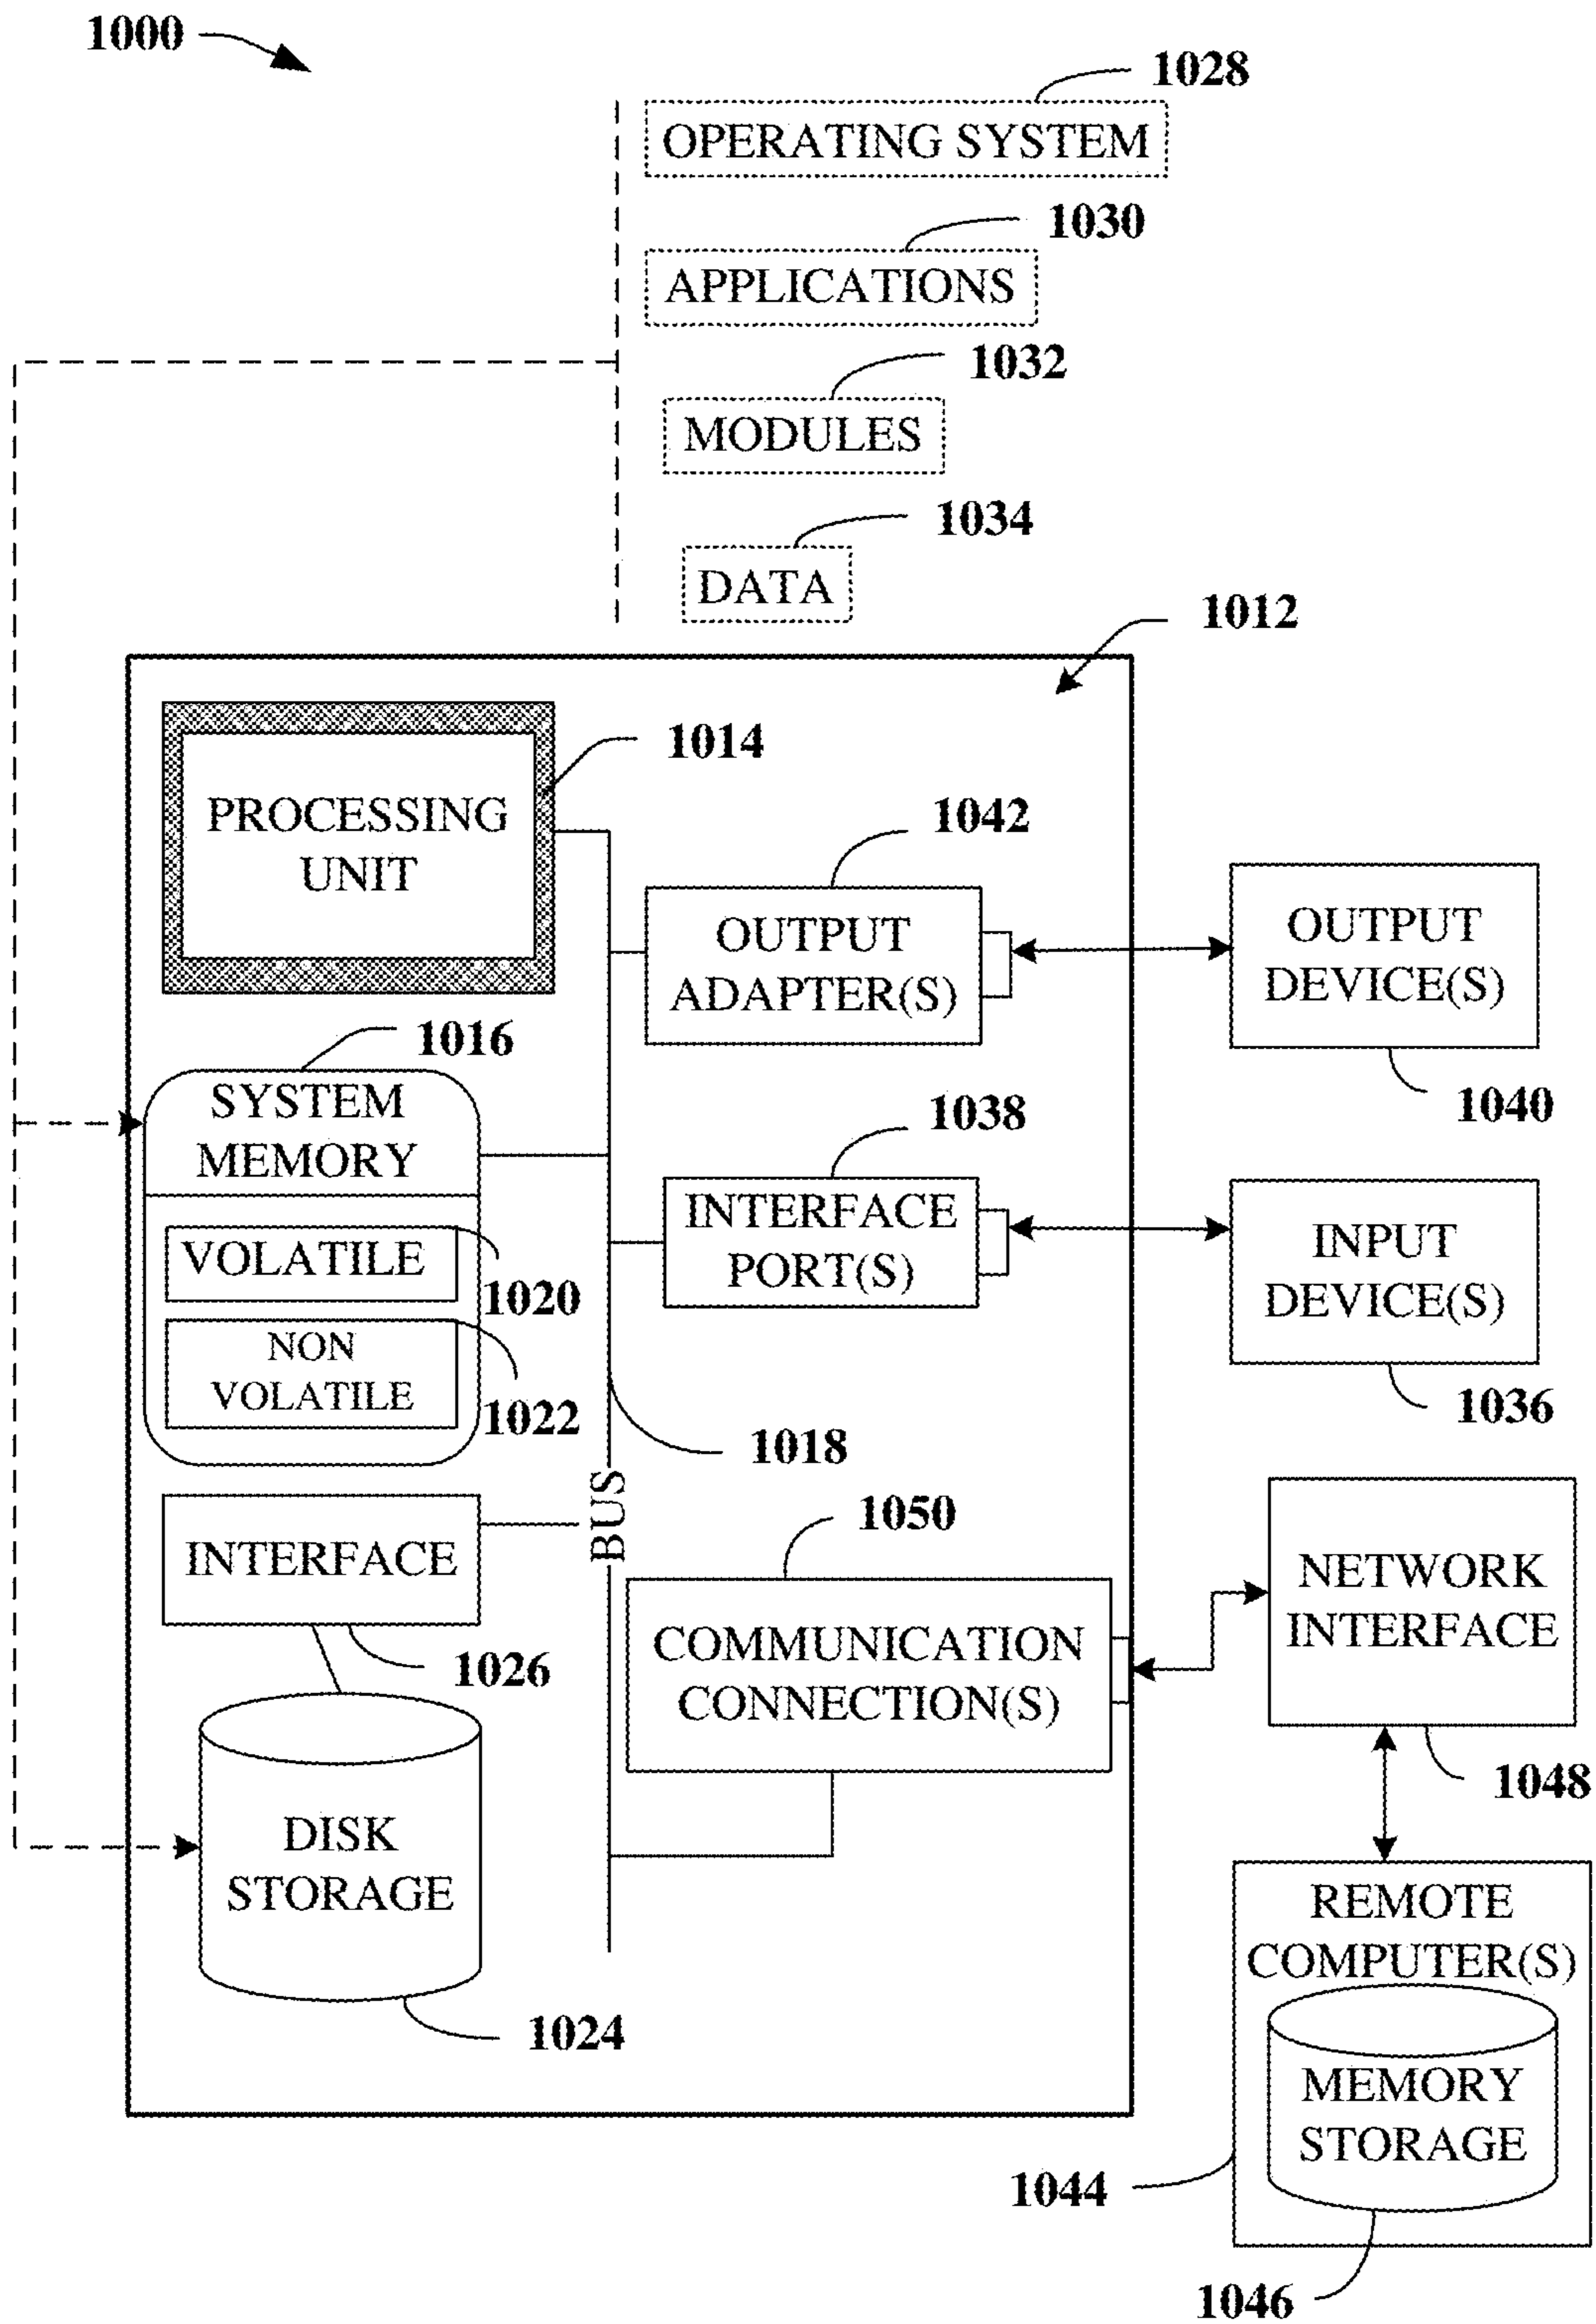 1000
1028
OPERATING SYSTEM
1030
APPLICATIONS
1032
MODULES
1034
DATA
1012
1014
PROCESSING
UNIT
1042
OUTPUT
ADAPTER(S)
OUTPUT
DEVICE(S)
1040
1016
SYSTEM
MEMORY
VOLATILE
1020
NON
VOLATILE
1022
1038
INTERFACE
PORT(S)
INPUT
DEVICE(S)
1036
1018
BUS
INTERFACE
1026
1050
COMMUNICATION
CONNECTION(S)
NETWORK
INTERFACE
1048
DISK
STORAGE
1024
REMOTE
COMPUTER(S)
MEMORY
STORAGE
1044
1046